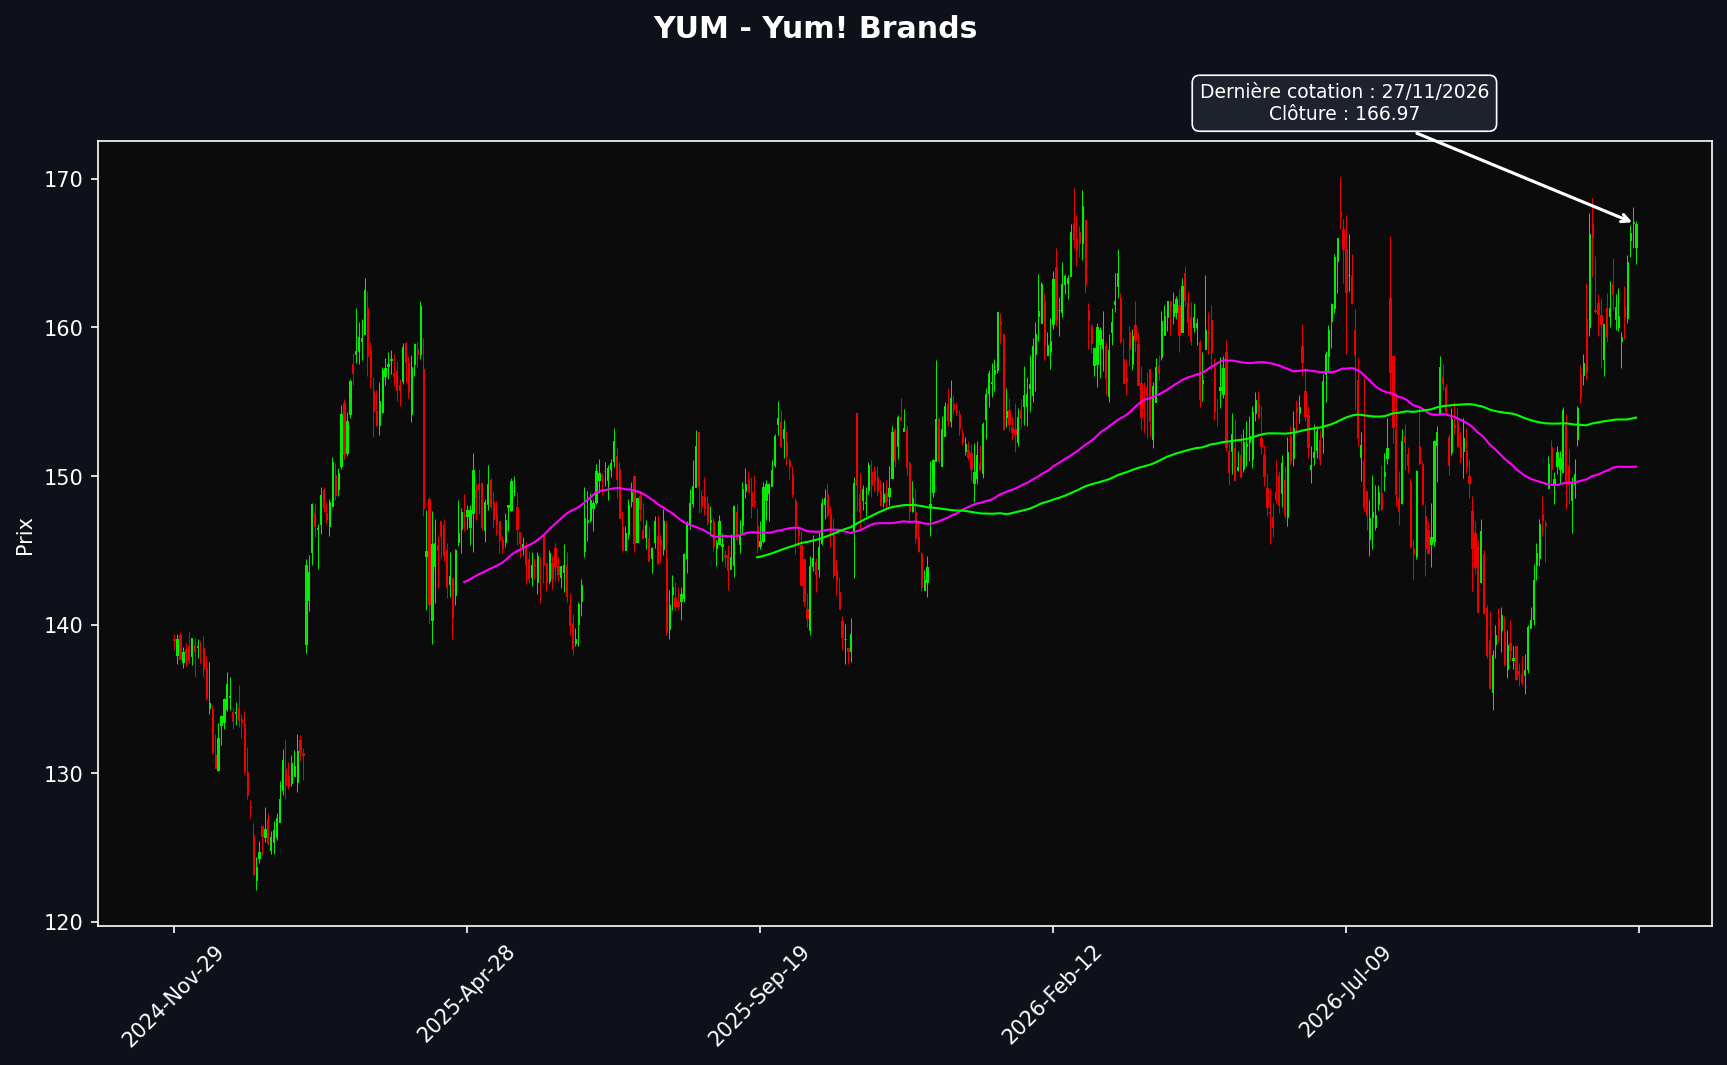 YUM - Yum! Brands
Dernière cotation : 27/11/2026
Clôture : 166.97
170
160
150
140
130
120
Prix
2024-Nov-29
2025-Apr-28
2025-Sep-19
2026-Feb-12
2026-Jul-09